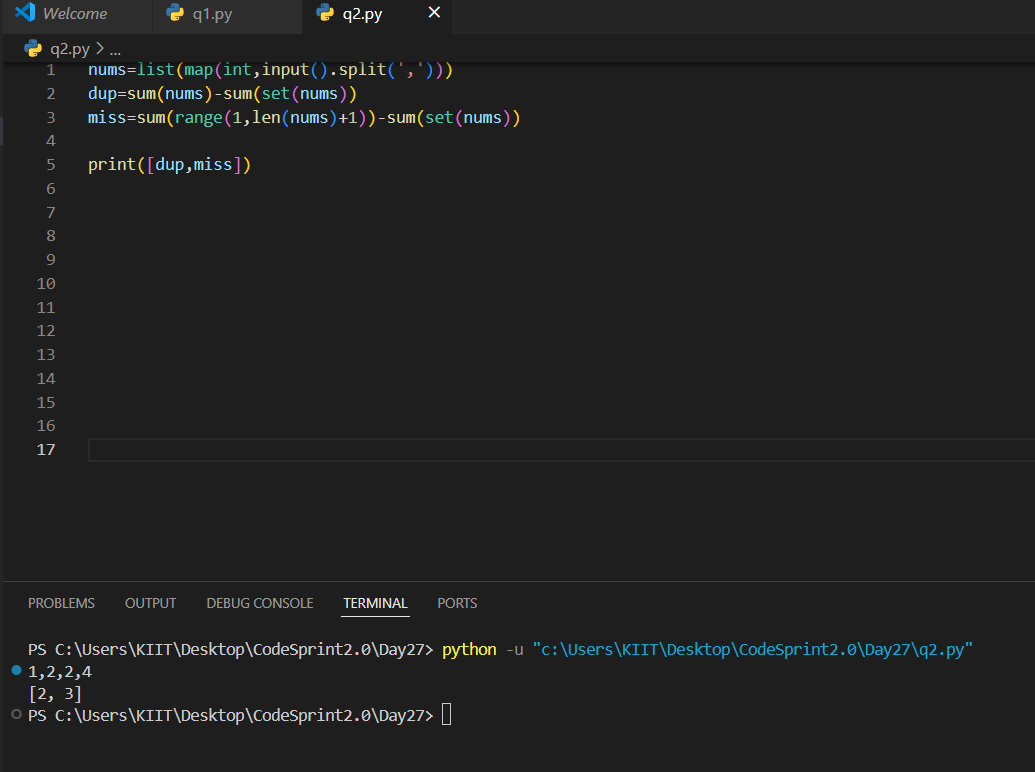 Welcome q1.py q2.py
q2.py > ...
1 nums=list(map(int,input().split(',')))
2 dup=sum(nums)-sum(set(nums))
3 miss=sum(range(1,len(nums)+1))-sum(set(nums))
4
5 print([dup,miss])
6
7
8
9
10
11
12
13
14
15
16
17
PROBLEMS OUTPUT DEBUG CONSOLE TERMINAL PORTS
PS C:\Users\KIIT\Desktop\CodeSprint2.0\Day27> python -u "c:\Users\KIIT\Desktop\CodeSprint2.0\Day27\q2.py"
1,2,2,4
[2, 3]
PS C:\Users\KIIT\Desktop\CodeSprint2.0\Day27>